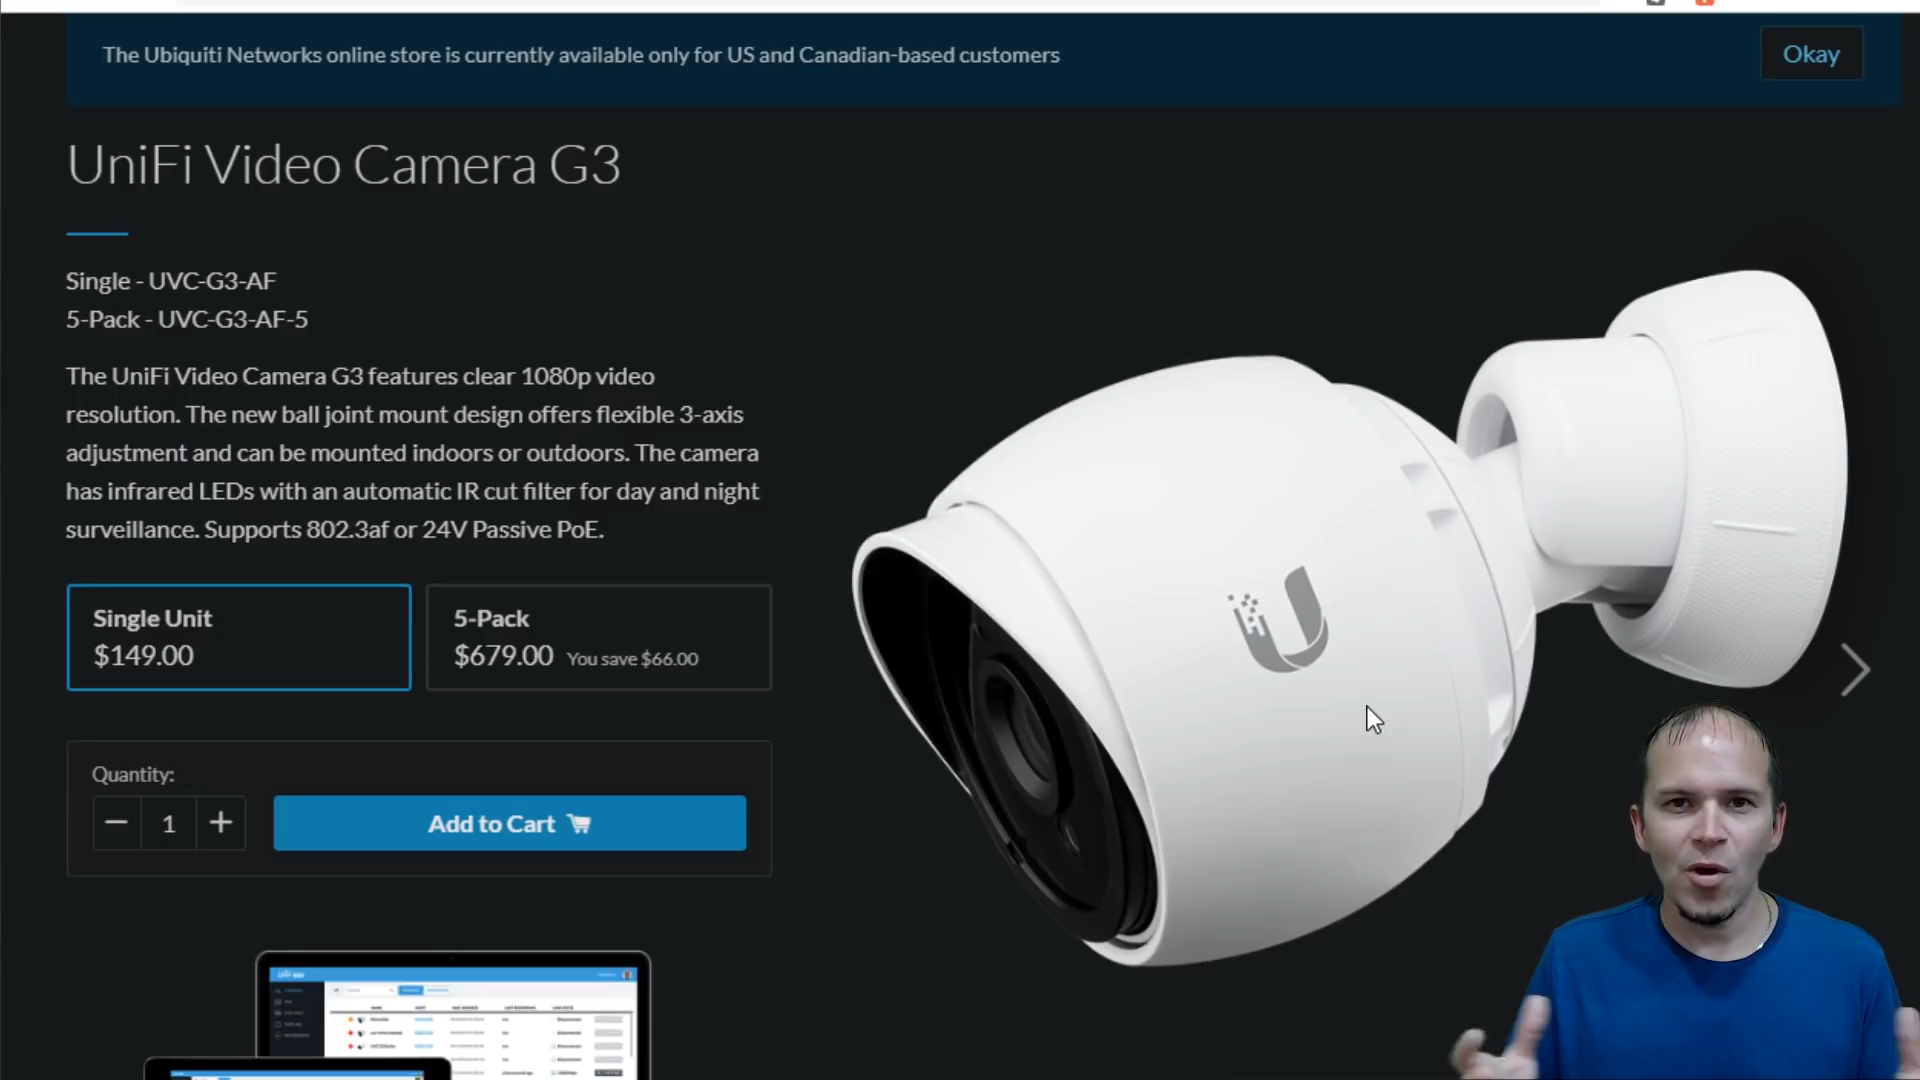 The Ubiquiti Networks online store is currently available only for US and Canadian-based customers
Okay
UniFi Video Camera G3
Single - UVC-G3-AF
5-Pack - UVC-G3-AF-5
The UniFi Video Camera G3 features clear 1080p video
resolution. The new ball joint mount design offers flexible 3-axis
adjustment and can be mounted indoors or outdoors. The camera
has infrared LEDs with an automatic IR cut filter for day and night
surveillance. Supports 802.3af or 24V Passive PoE.
Single Unit
$149.00
5-Pack
$679.00 You save $66.00
Quantity:
1
Add to Cart